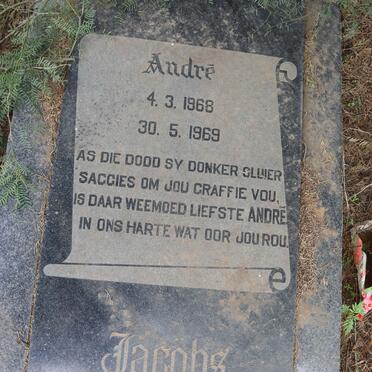 André
4. 3. 1968
30. 5. 1969
AS DIE DOOD SY DONKER SLUIER
SAGGIES OM JOU GRAFFIE VOU,
IS DAAR WEEMOED LIEFSTE ANDRÉ
IN ONS HARTE WAT OOR JOU ROU.
Jacobs